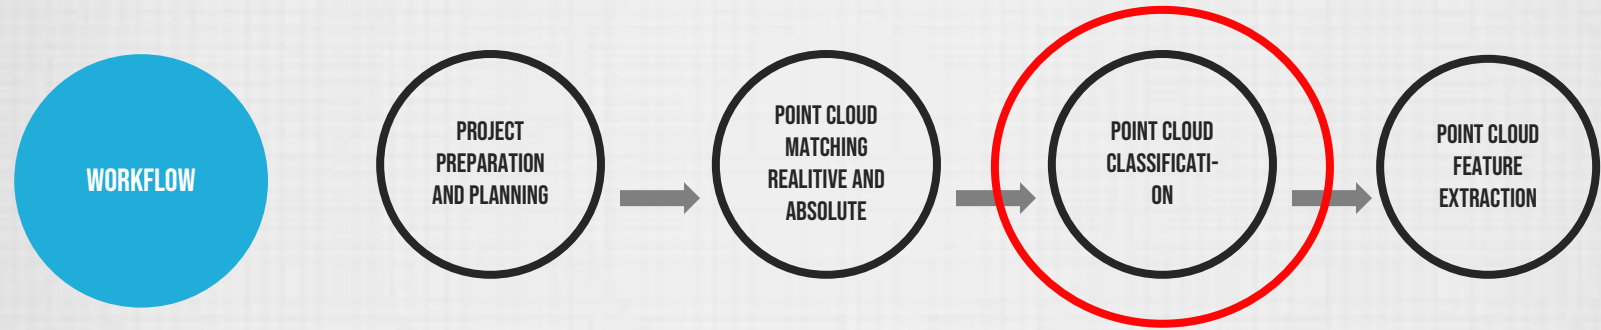 WORKFLOW
PROJECT
PREPARATION
AND PLANNING
POINT CLOUD
MATCHING
REALITIVE AND
ABSOLUTE
POINT CLOUD
CLASSIFICATI-
ON
POINT CLOUD
FEATURE
EXTRACTION